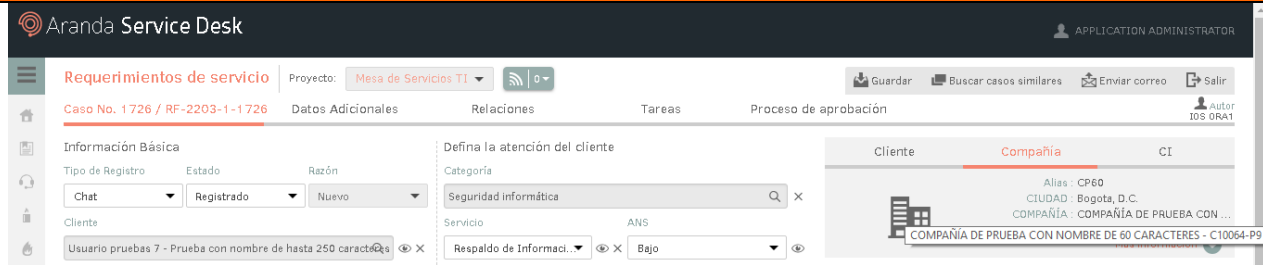 Aranda Service Desk
APPLICATION ADMINISTRATOR
Requerimientos de servicio Proyecto: Mesa de Servicios TI 0 Guardar Buscar casos similares Enviar correo Salir
Caso No. 1726 / RF-2203-1-1726 Datos Adicionales Relaciones Tareas Proceso de aprobación Autor
IOS ORA1
Información Básica Defina la atención del cliente Cliente Compañía CI
Tipo de Registro Estado Razón Categoría
Alias : CP60
Chat Registrado Nuevo Seguridad informática
CIUDAD : Bogota, D.C.
COMPAÑÍA : COMPAÑÍA DE PRUEBA CON ...
Cliente Servicio ANS
COMPAÑÍA DE PRUEBA CON NOMBRE DE 60 CARACTERES - C10064-P9
Usuario pruebas 7 - Prueba con nombre de hasta 250 caracteres Respaldo de Informaci.. Bajo